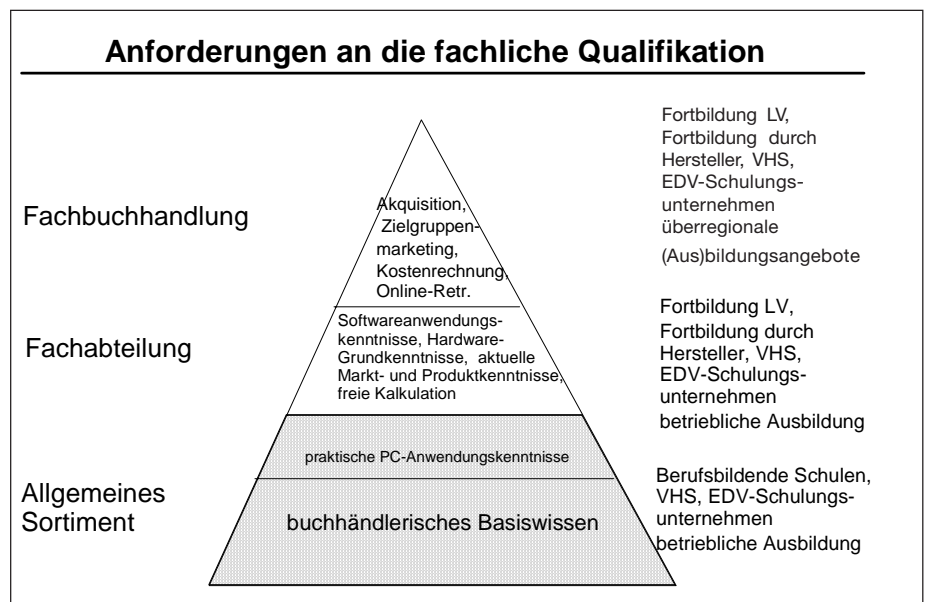 Anforderungen an die fachliche Qualifikation
Fachbuchhandlung
Akquisition,
Zielgruppen-
marketing,
Kostenrechnung,
Online-Retr.
Fortbildung LV,
Fortbildung durch
Hersteller, VHS,
EDV-Schulungs-
unternehmen
überregionale
(Aus)bildungsangebote
Fachabteilung
Softwareanwendungs-
kenntnisse, Hardware-
Grundkenntnisse, aktuelle
Markt- und Produktkenntnisse,
freie Kalkulation
Fortbildung LV,
Fortbildung durch
Hersteller, VHS,
EDV-Schulungs-
unternehmen
betriebliche Ausbildung
Allgemeines
Sortiment
praktische PC-Anwendungskenntnisse
buchhändlerisches Basiswissen
Berufsbildende Schulen,
VHS, EDV-Schulungs-
unternehmen
betriebliche Ausbildung